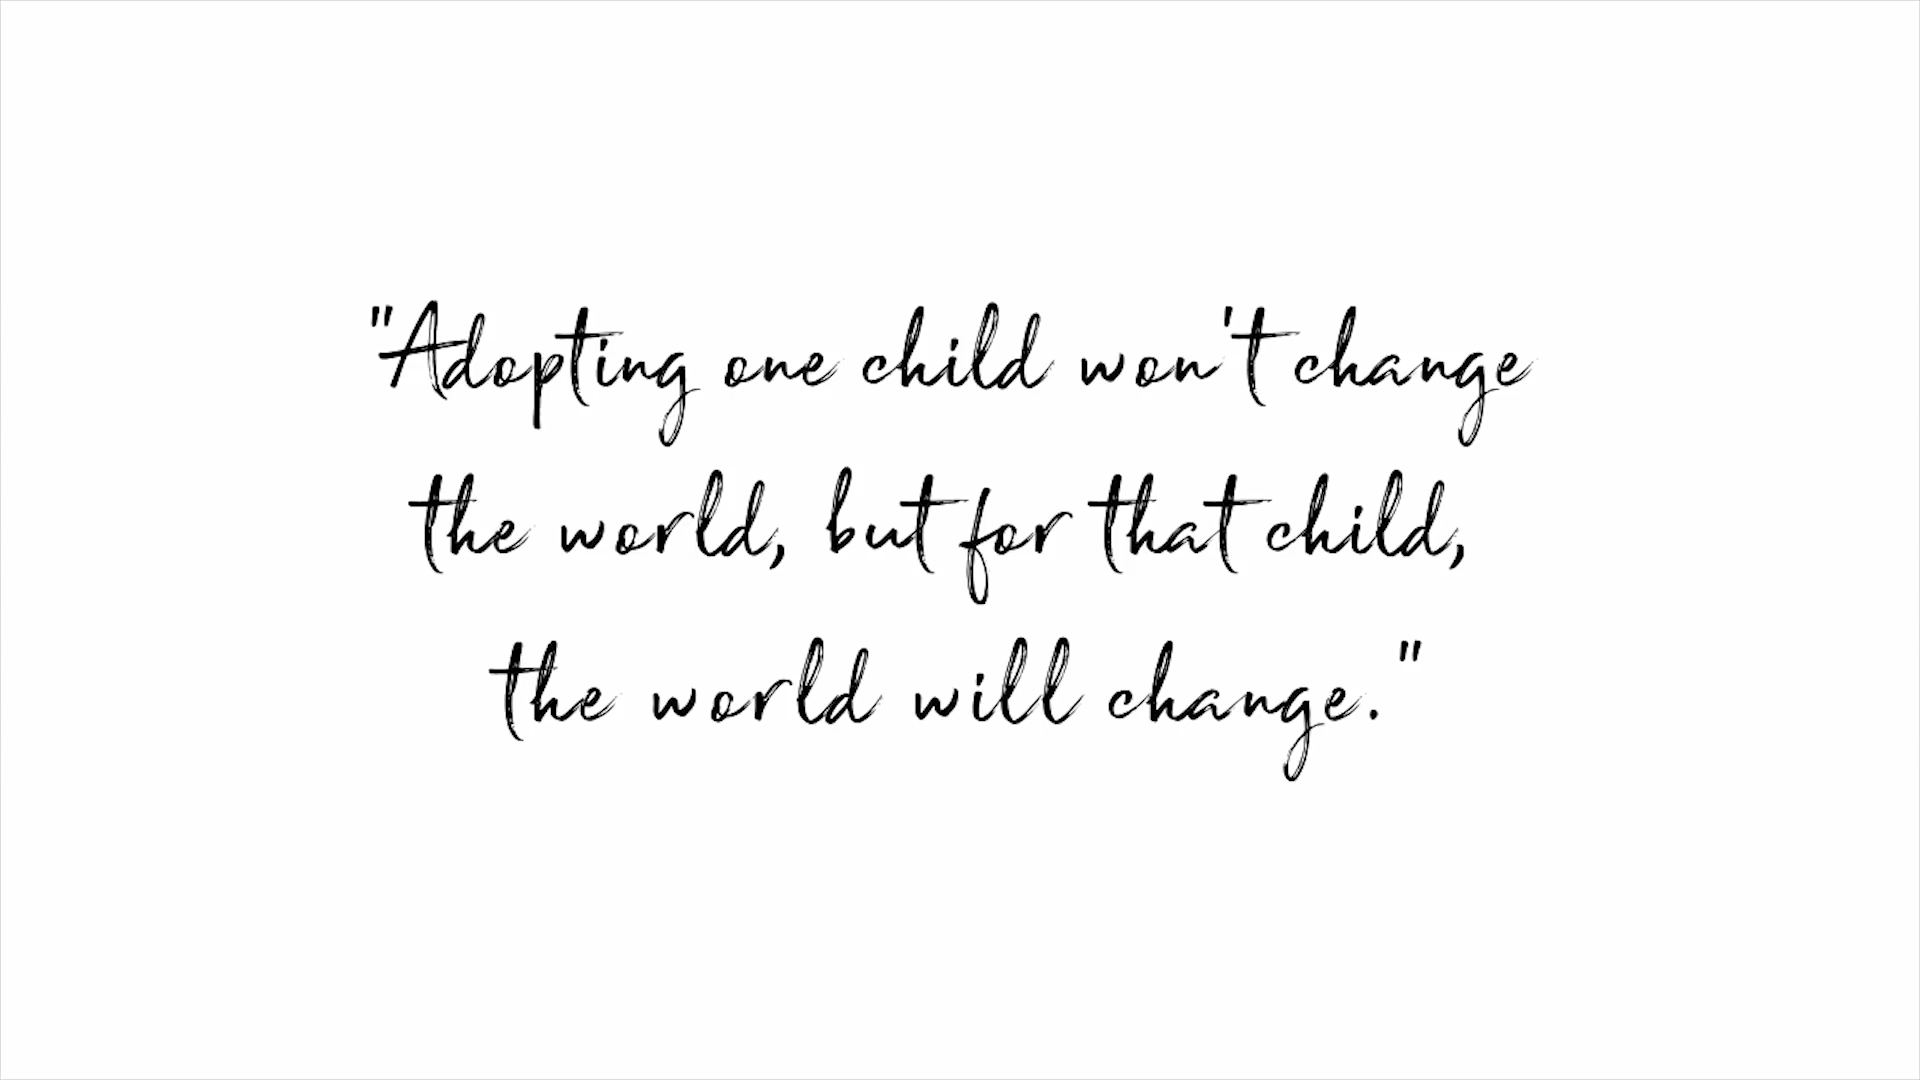 "Adopting one child won't change
the world, but for that child,
the world will change."